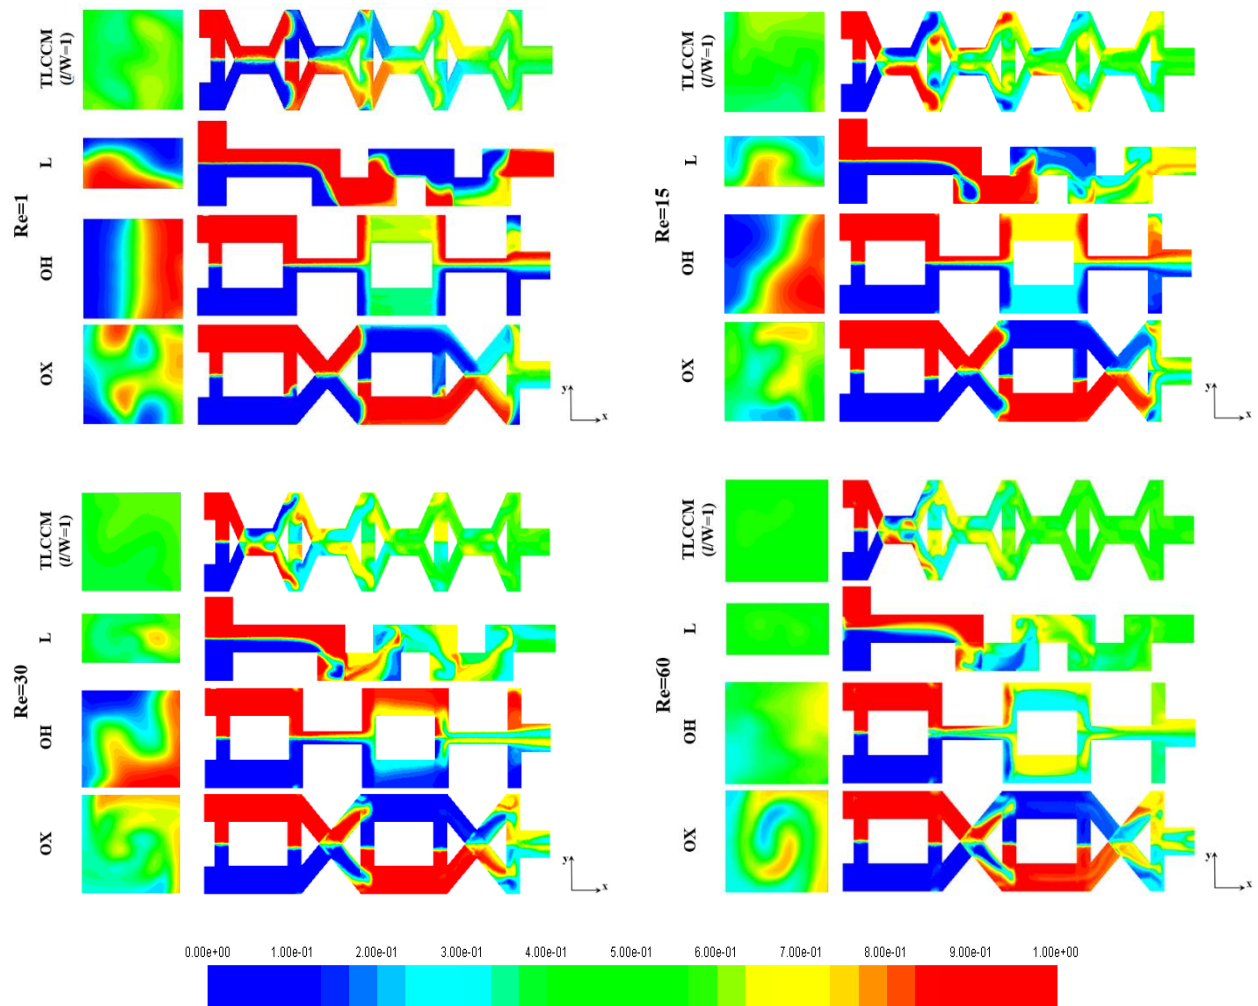 Re=1
TLCCM
(l/W=1)
L
OH
OX
y
x
Re=15
TLCCM
(l/W=1)
L
OH
OX
y
x
Re=30
TLCCM
(l/W=1)
L
OH
OX
y
x
Re=60
TLCCM
(l/W=1)
L
OH
OX
y
x
0.00e+00 1.00e-01 2.00e-01 3.00e-01 4.00e-01 5.00e-01 6.00e-01 7.00e-01 8.00e-01 9.00e-01 1.00e+00